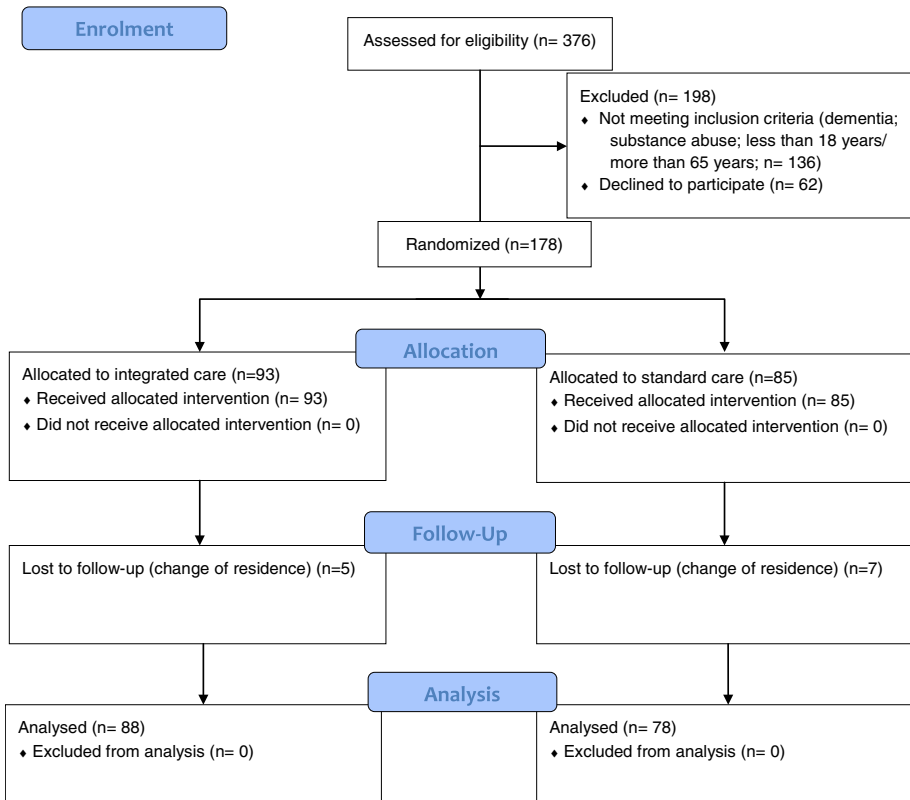 Enrolment
Assessed for eligibility (n= 376)
Excluded (n= 198)
♦ Not meeting inclusion criteria (dementia;
substance abuse; less than 18 years/
more than 65 years; n= 136)
♦ Declined to participate (n= 62)
Randomized (n=178)
Allocation
Allocated to integrated care (n=93)
♦ Received allocated intervention (n= 93)
♦ Did not receive allocated intervention (n= 0)
Allocated to standard care (n=85)
♦ Received allocated intervention (n= 85)
♦ Did not receive allocated intervention (n= 0)
Follow-Up
Lost to follow-up (change of residence) (n=5)
Lost to follow-up (change of residence) (n=7)
Analysis
Analysed (n= 88)
♦ Excluded from analysis (n= 0)
Analysed (n= 78)
♦ Excluded from analysis (n= 0)